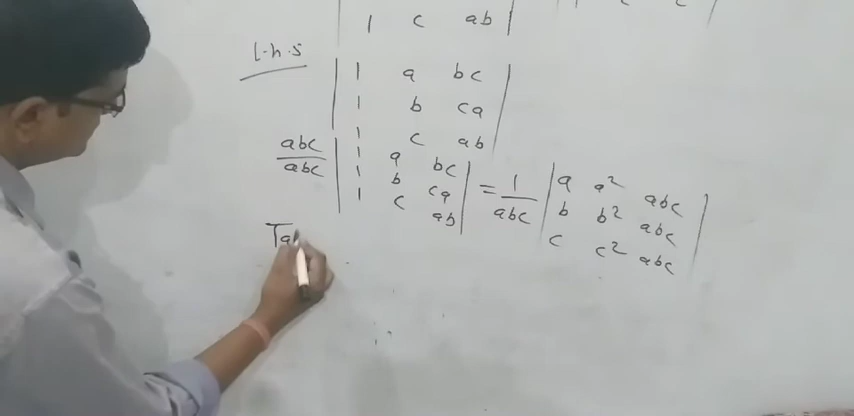 | 1 c ab |
L.h.s
| 1 a bc |
| 1 b ca |
| 1 c ab |
abc/abc | 1 a bc | = 1/abc | a a² abc |
| 1 b ca | | b b² abc |
| 1 c ab | | c c² abc |
Ta